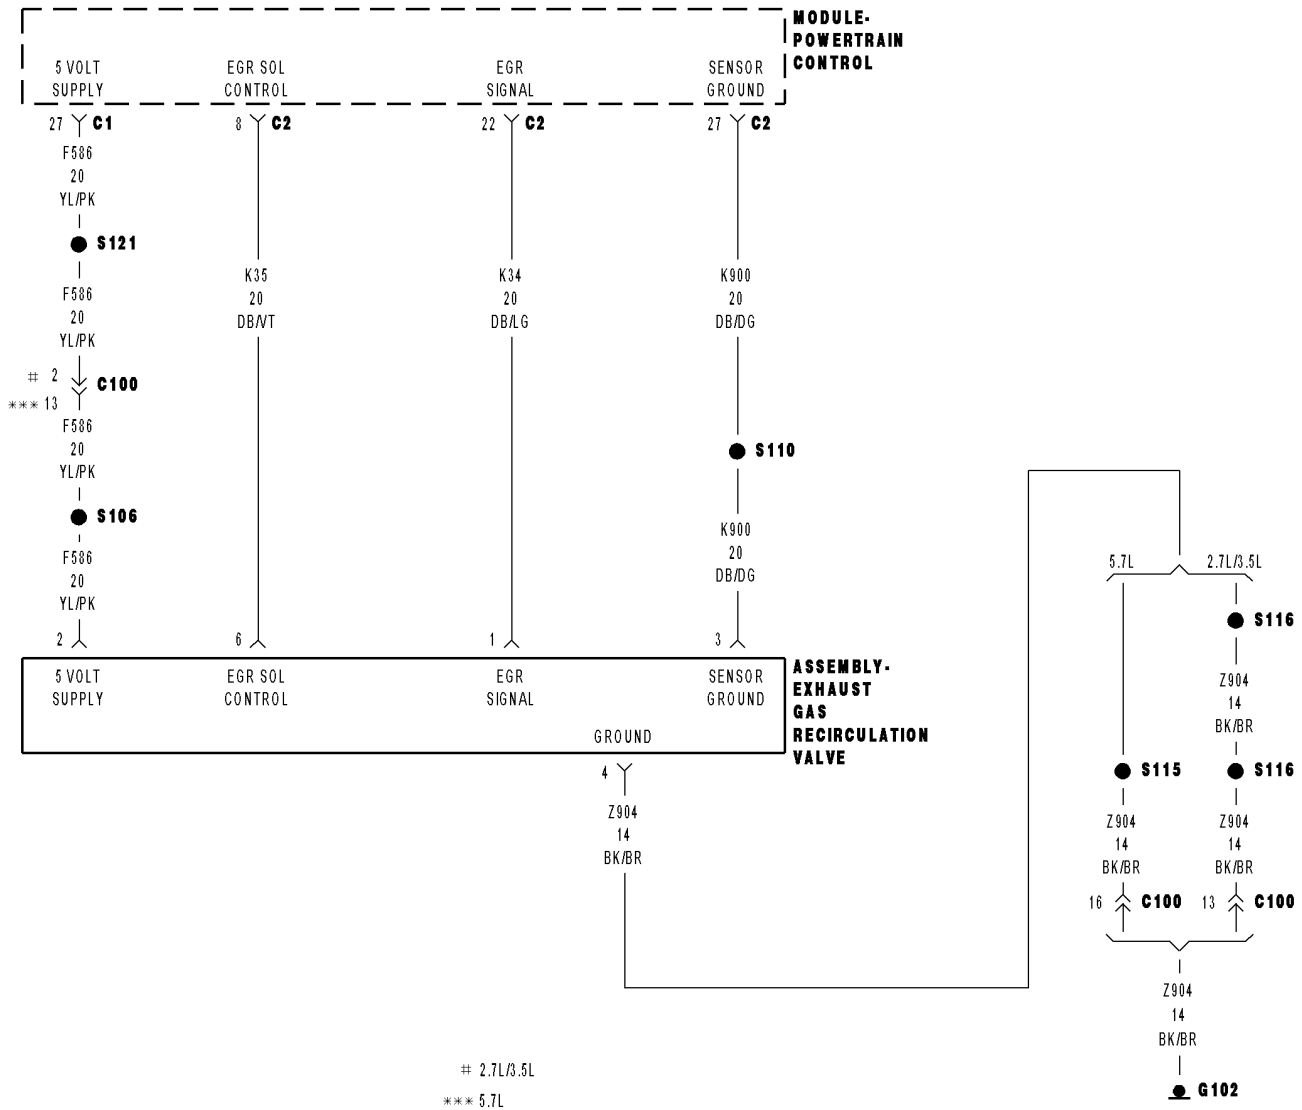 MODULE-
POWERTRAIN
CONTROL
5 VOLT
SUPPLY
EGR SOL
CONTROL
EGR
SIGNAL
SENSOR
GROUND
27 C1
8 C2
22 C2
27 C2
F586
20
YL/PK
S121
F586
20
YL/PK
K35
20
DB/VT
K34
20
DB/LG
K900
20
DB/DG
# 2
*** 13
C100
F586
20
YL/PK
S110
S106
K900
20
DB/DG
F586
20
YL/PK
2
6
1
3
5 VOLT
SUPPLY
EGR SOL
CONTROL
EGR
SIGNAL
SENSOR
GROUND
GROUND
ASSEMBLY-
EXHAUST
GAS
RECIRCULATION
VALVE
4
Z904
14
BK/BR
5.7L
2.7L/3.5L
S116
Z904
14
BK/BR
S115
S116
Z904
14
BK/BR
Z904
14
BK/BR
16 C100
13 C100
Z904
14
BK/BR
G102
# 2.7L/3.5L
*** 5.7L